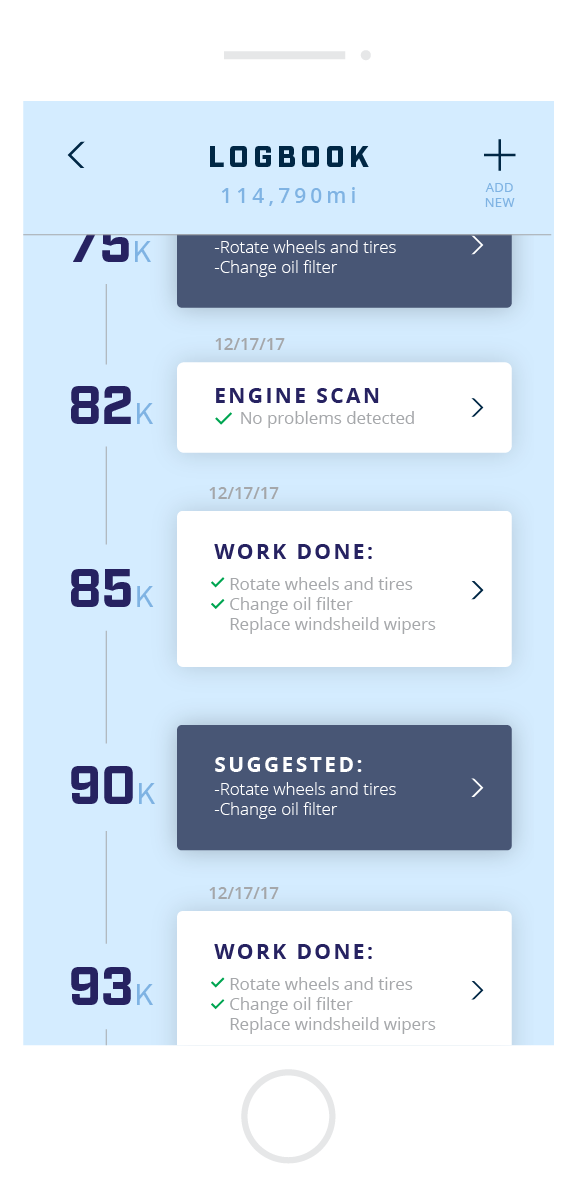 LOGBOOK
114,790mi
ADD
NEW
75K
-Rotate wheels and tires
-Change oil filter
12/17/17
82K
ENGINE SCAN
No problems detected
12/17/17
85K
WORK DONE:
Rotate wheels and tires
Change oil filter
Replace windsheild wipers
90K
SUGGESTED:
-Rotate wheels and tires
-Change oil filter
12/17/17
93K
WORK DONE:
Rotate wheels and tires
Change oil filter
Replace windsheild wipers